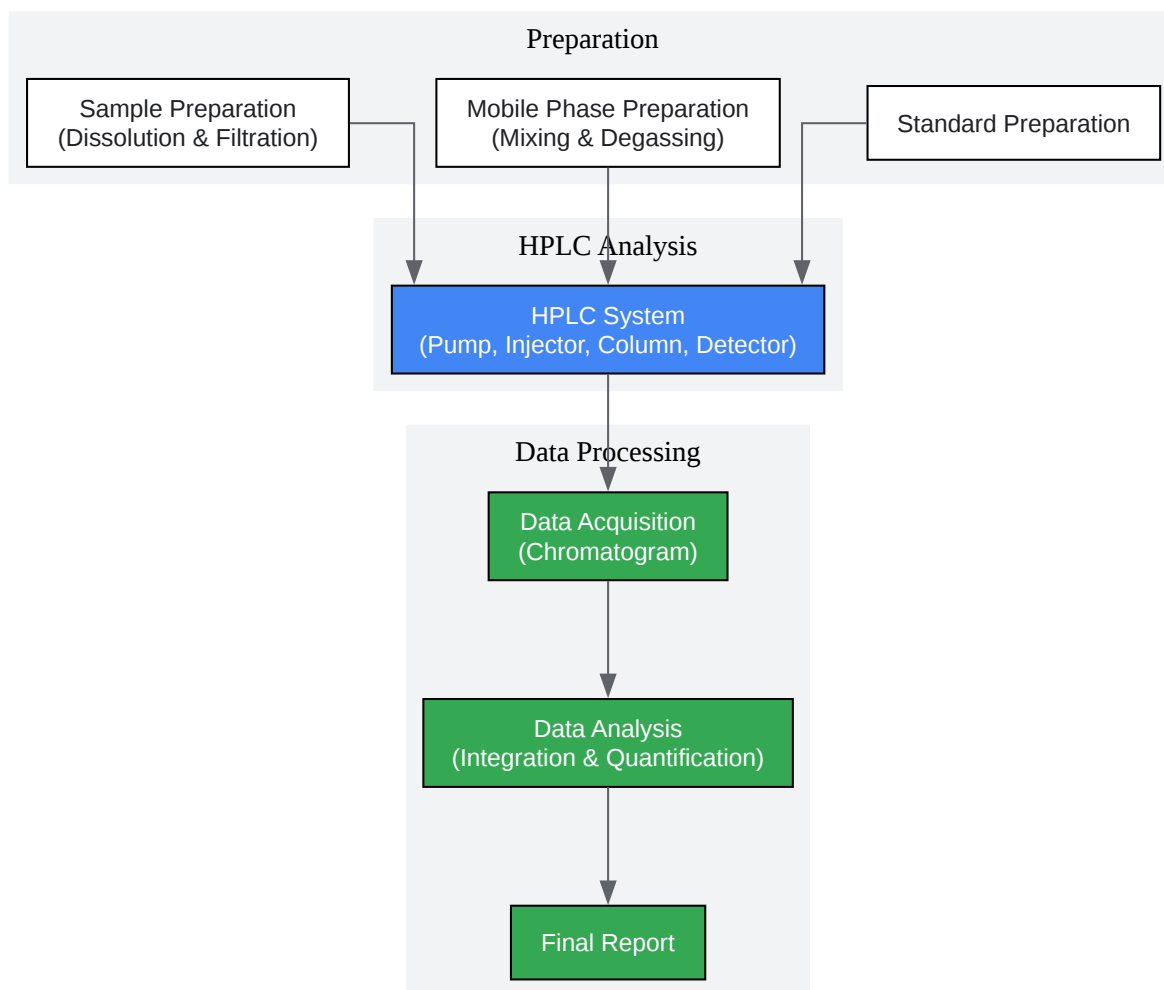 Preparation
Sample Preparation
(Dissolution & Filtration)
Mobile Phase Preparation
(Mixing & Degassing)
Standard Preparation
HPLC Analysis
HPLC System
(Pump, Injector, Column, Detector)
Data Processing
Data Acquisition
(Chromatogram)
Data Analysis
(Integration & Quantification)
Final Report